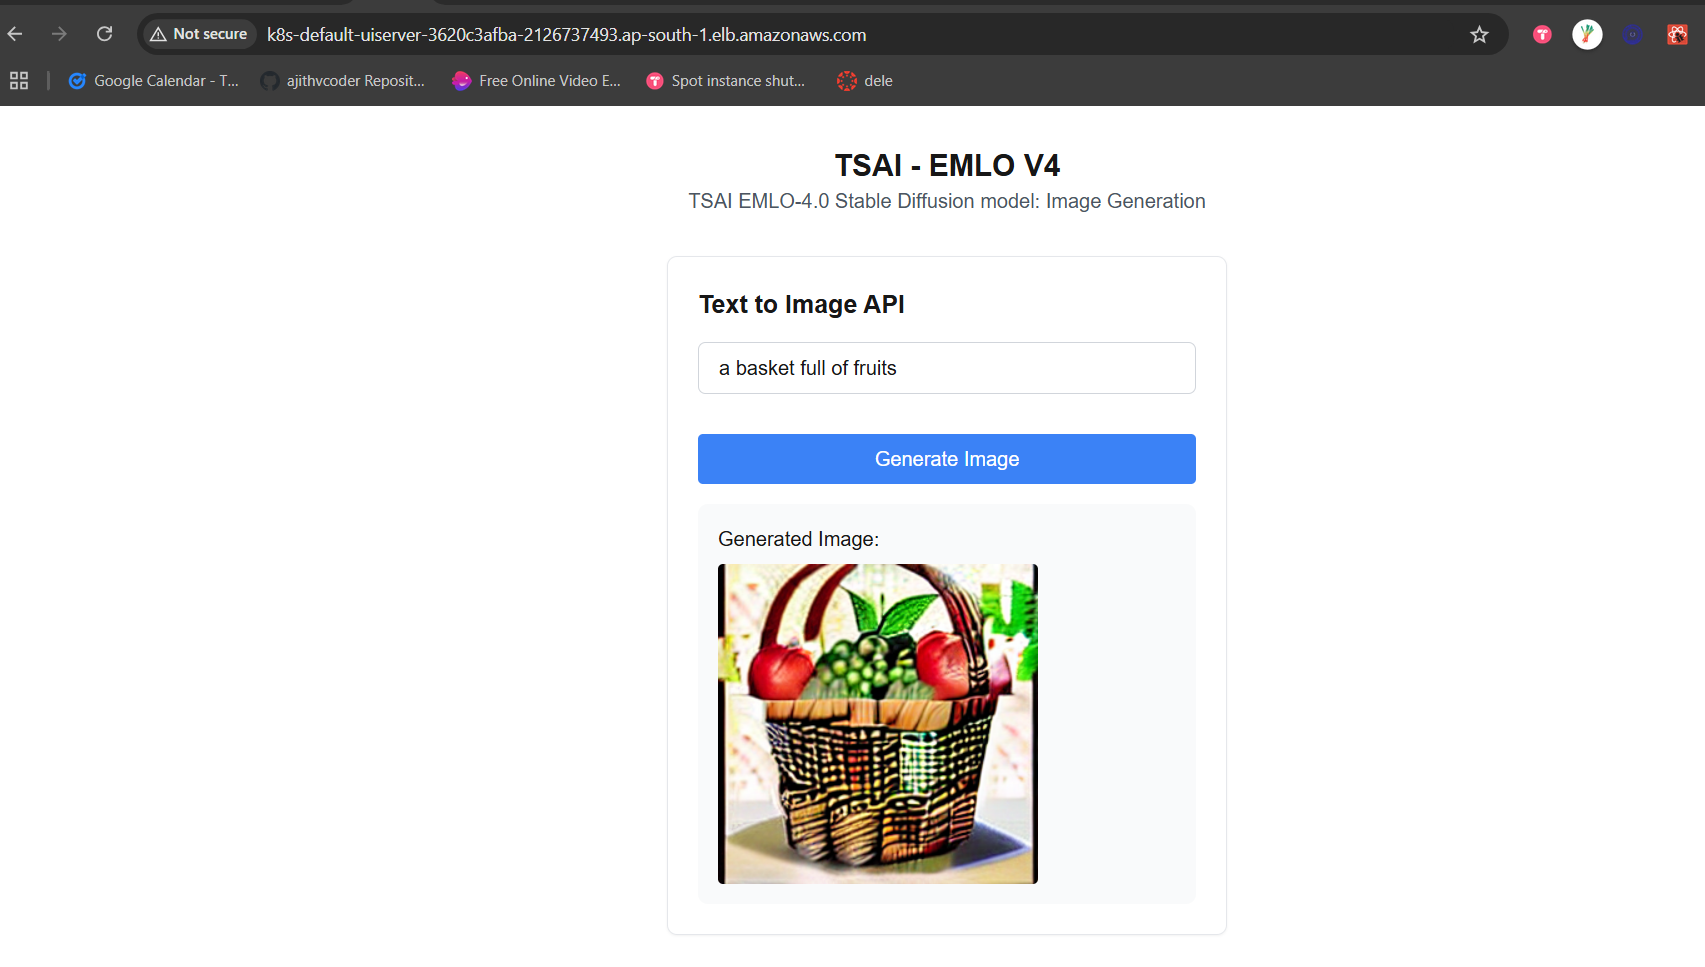 Not secure
k8s-default-uiserver-3620c3afba-2126737493.ap-south-1.elb.amazonaws.com
Google Calendar - T...
ajithvcoder Reposit...
Free Online Video E...
Spot instance shut...
dele
TSAI - EMLO V4
TSAI EMLO-4.0 Stable Diffusion model: Image Generation
Text to Image API
a basket full of fruits
Generate Image
Generated Image: